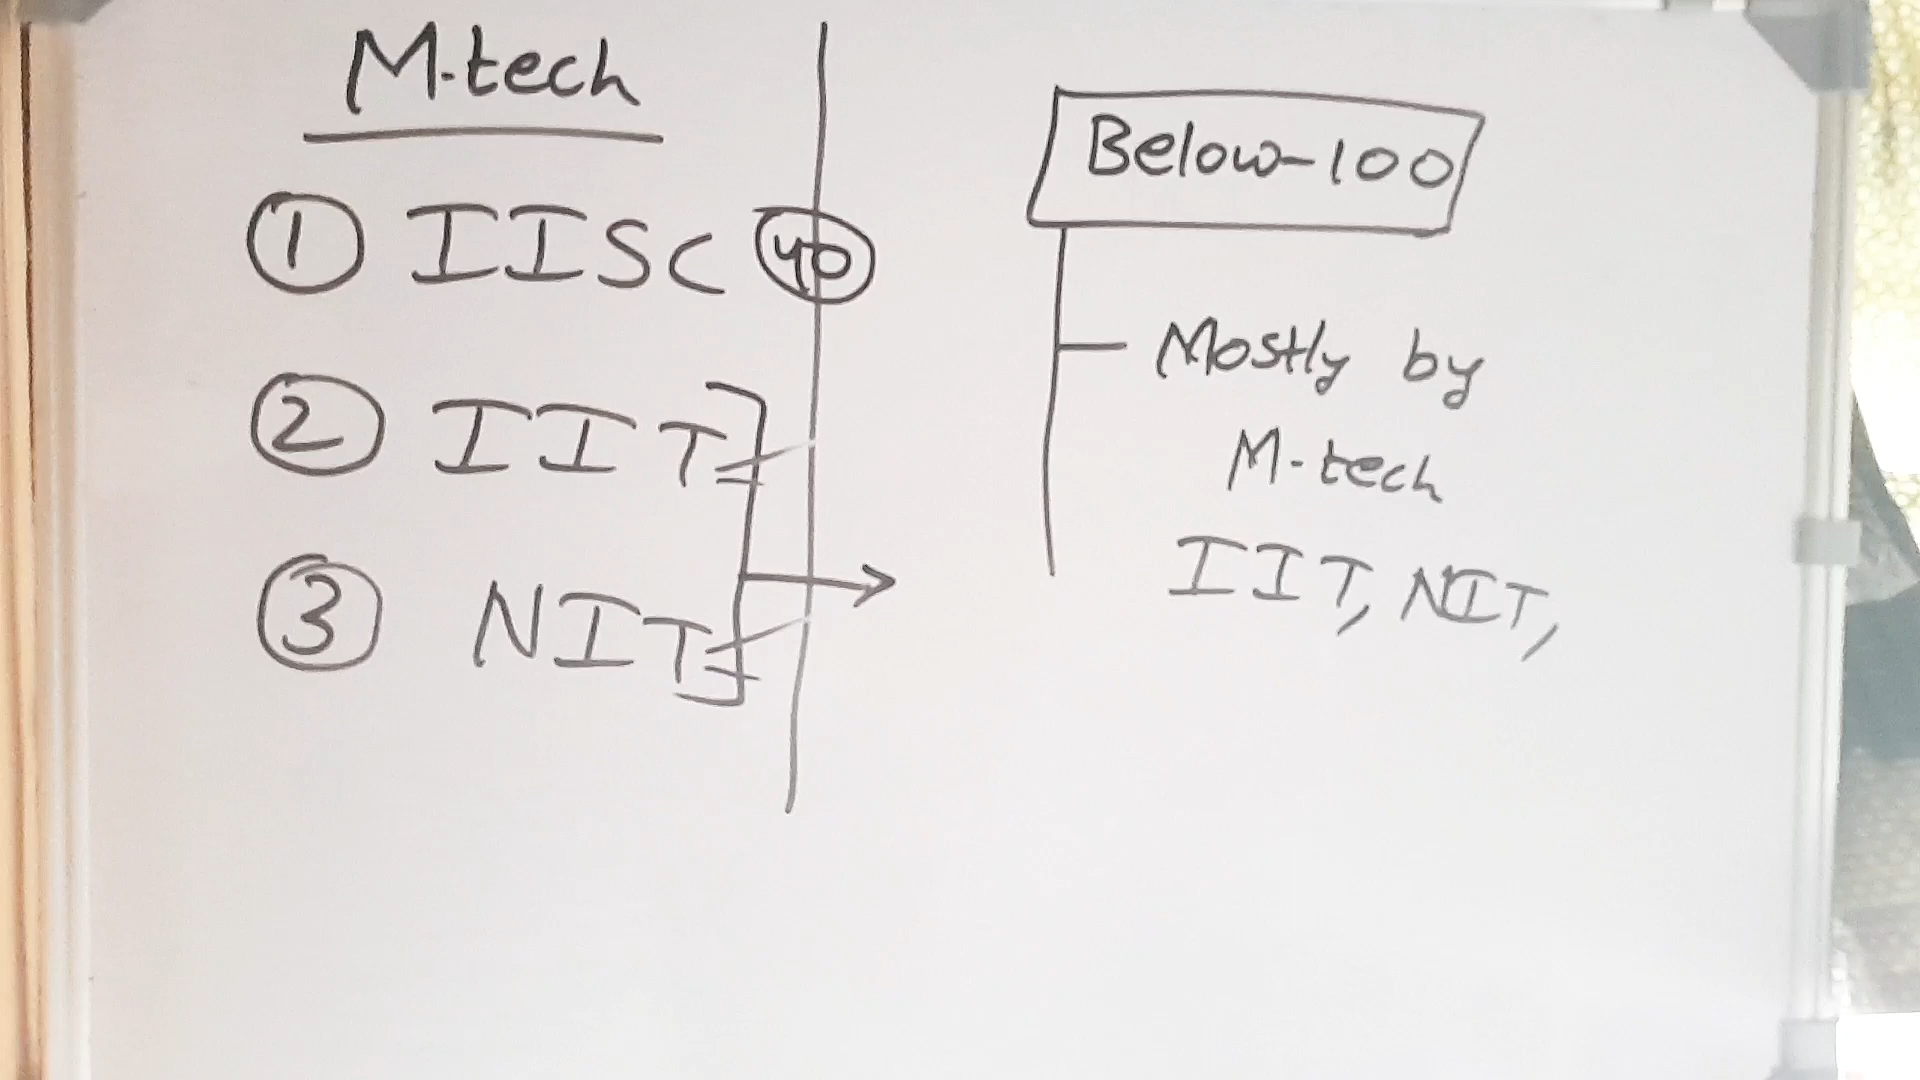 M.tech
① IISC 40
② IIT
③ NIT
Below-100
Mostly by
M-tech
IIT, NIT,